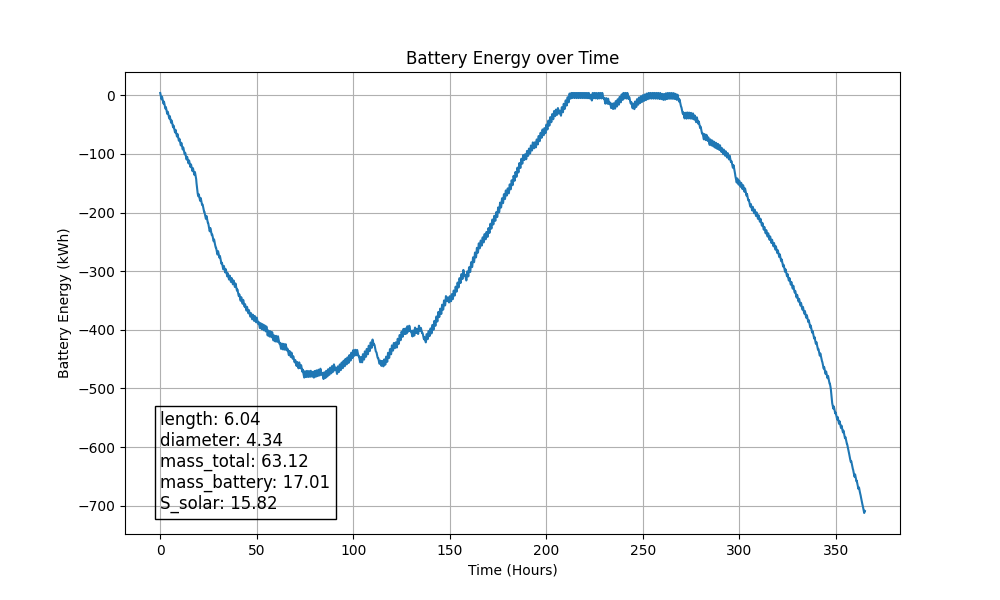 Battery Energy over Time
Battery Energy (kWh)
0
−100
−200
−300
−400
−500
−600
−700
length: 6.04
diameter: 4.34
mass_total: 63.12
mass_battery: 17.01
S_solar: 15.82
0 50 100 150 200 250 300 350
Time (Hours)